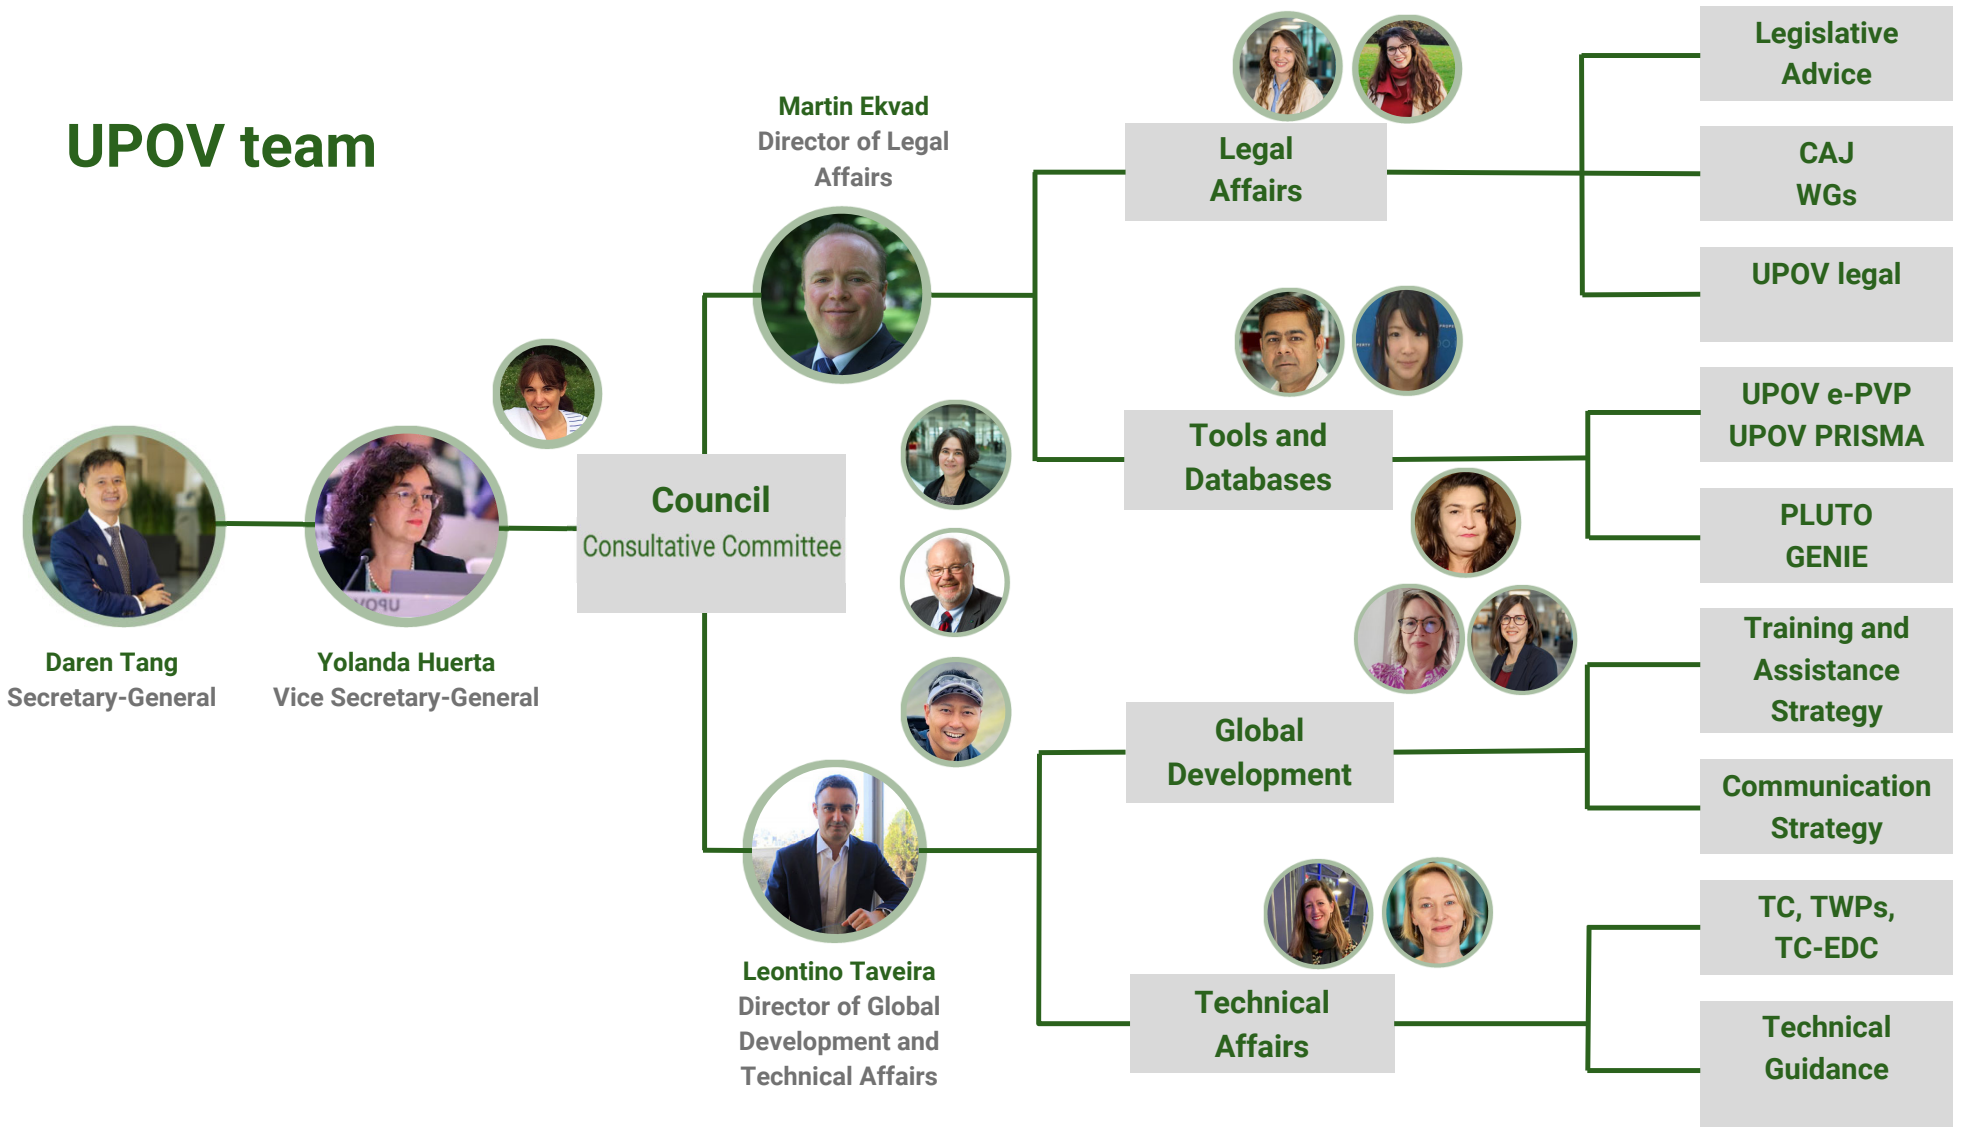 UPOV team
Daren Tang
Secretary-General
Yolanda Huerta
Vice Secretary-General
Council
Consultative Committee
Martin Ekvad
Director of Legal
Affairs
Leontino Taveira
Director of Global
Development and
Technical Affairs
Legal
Affairs
Tools and
Databases
Global
Development
Technical
Affairs
Legislative
Advice
CAJ
WGs
UPOV legal
UPOV e-PVP
UPOV PRISMA
PLUTO
GENIE
Training and
Assistance
Strategy
Communication
Strategy
TC, TWPs,
TC-EDC
Technical
Guidance